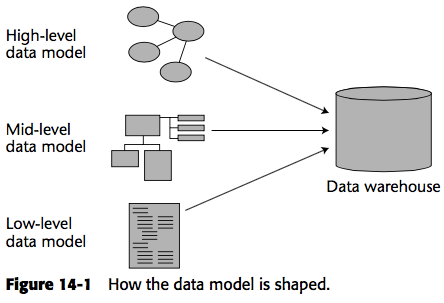 High-level
data model
Mid-level
data model
Data warehouse
Low-level
data model
Figure 14-1 How the data model is shaped.